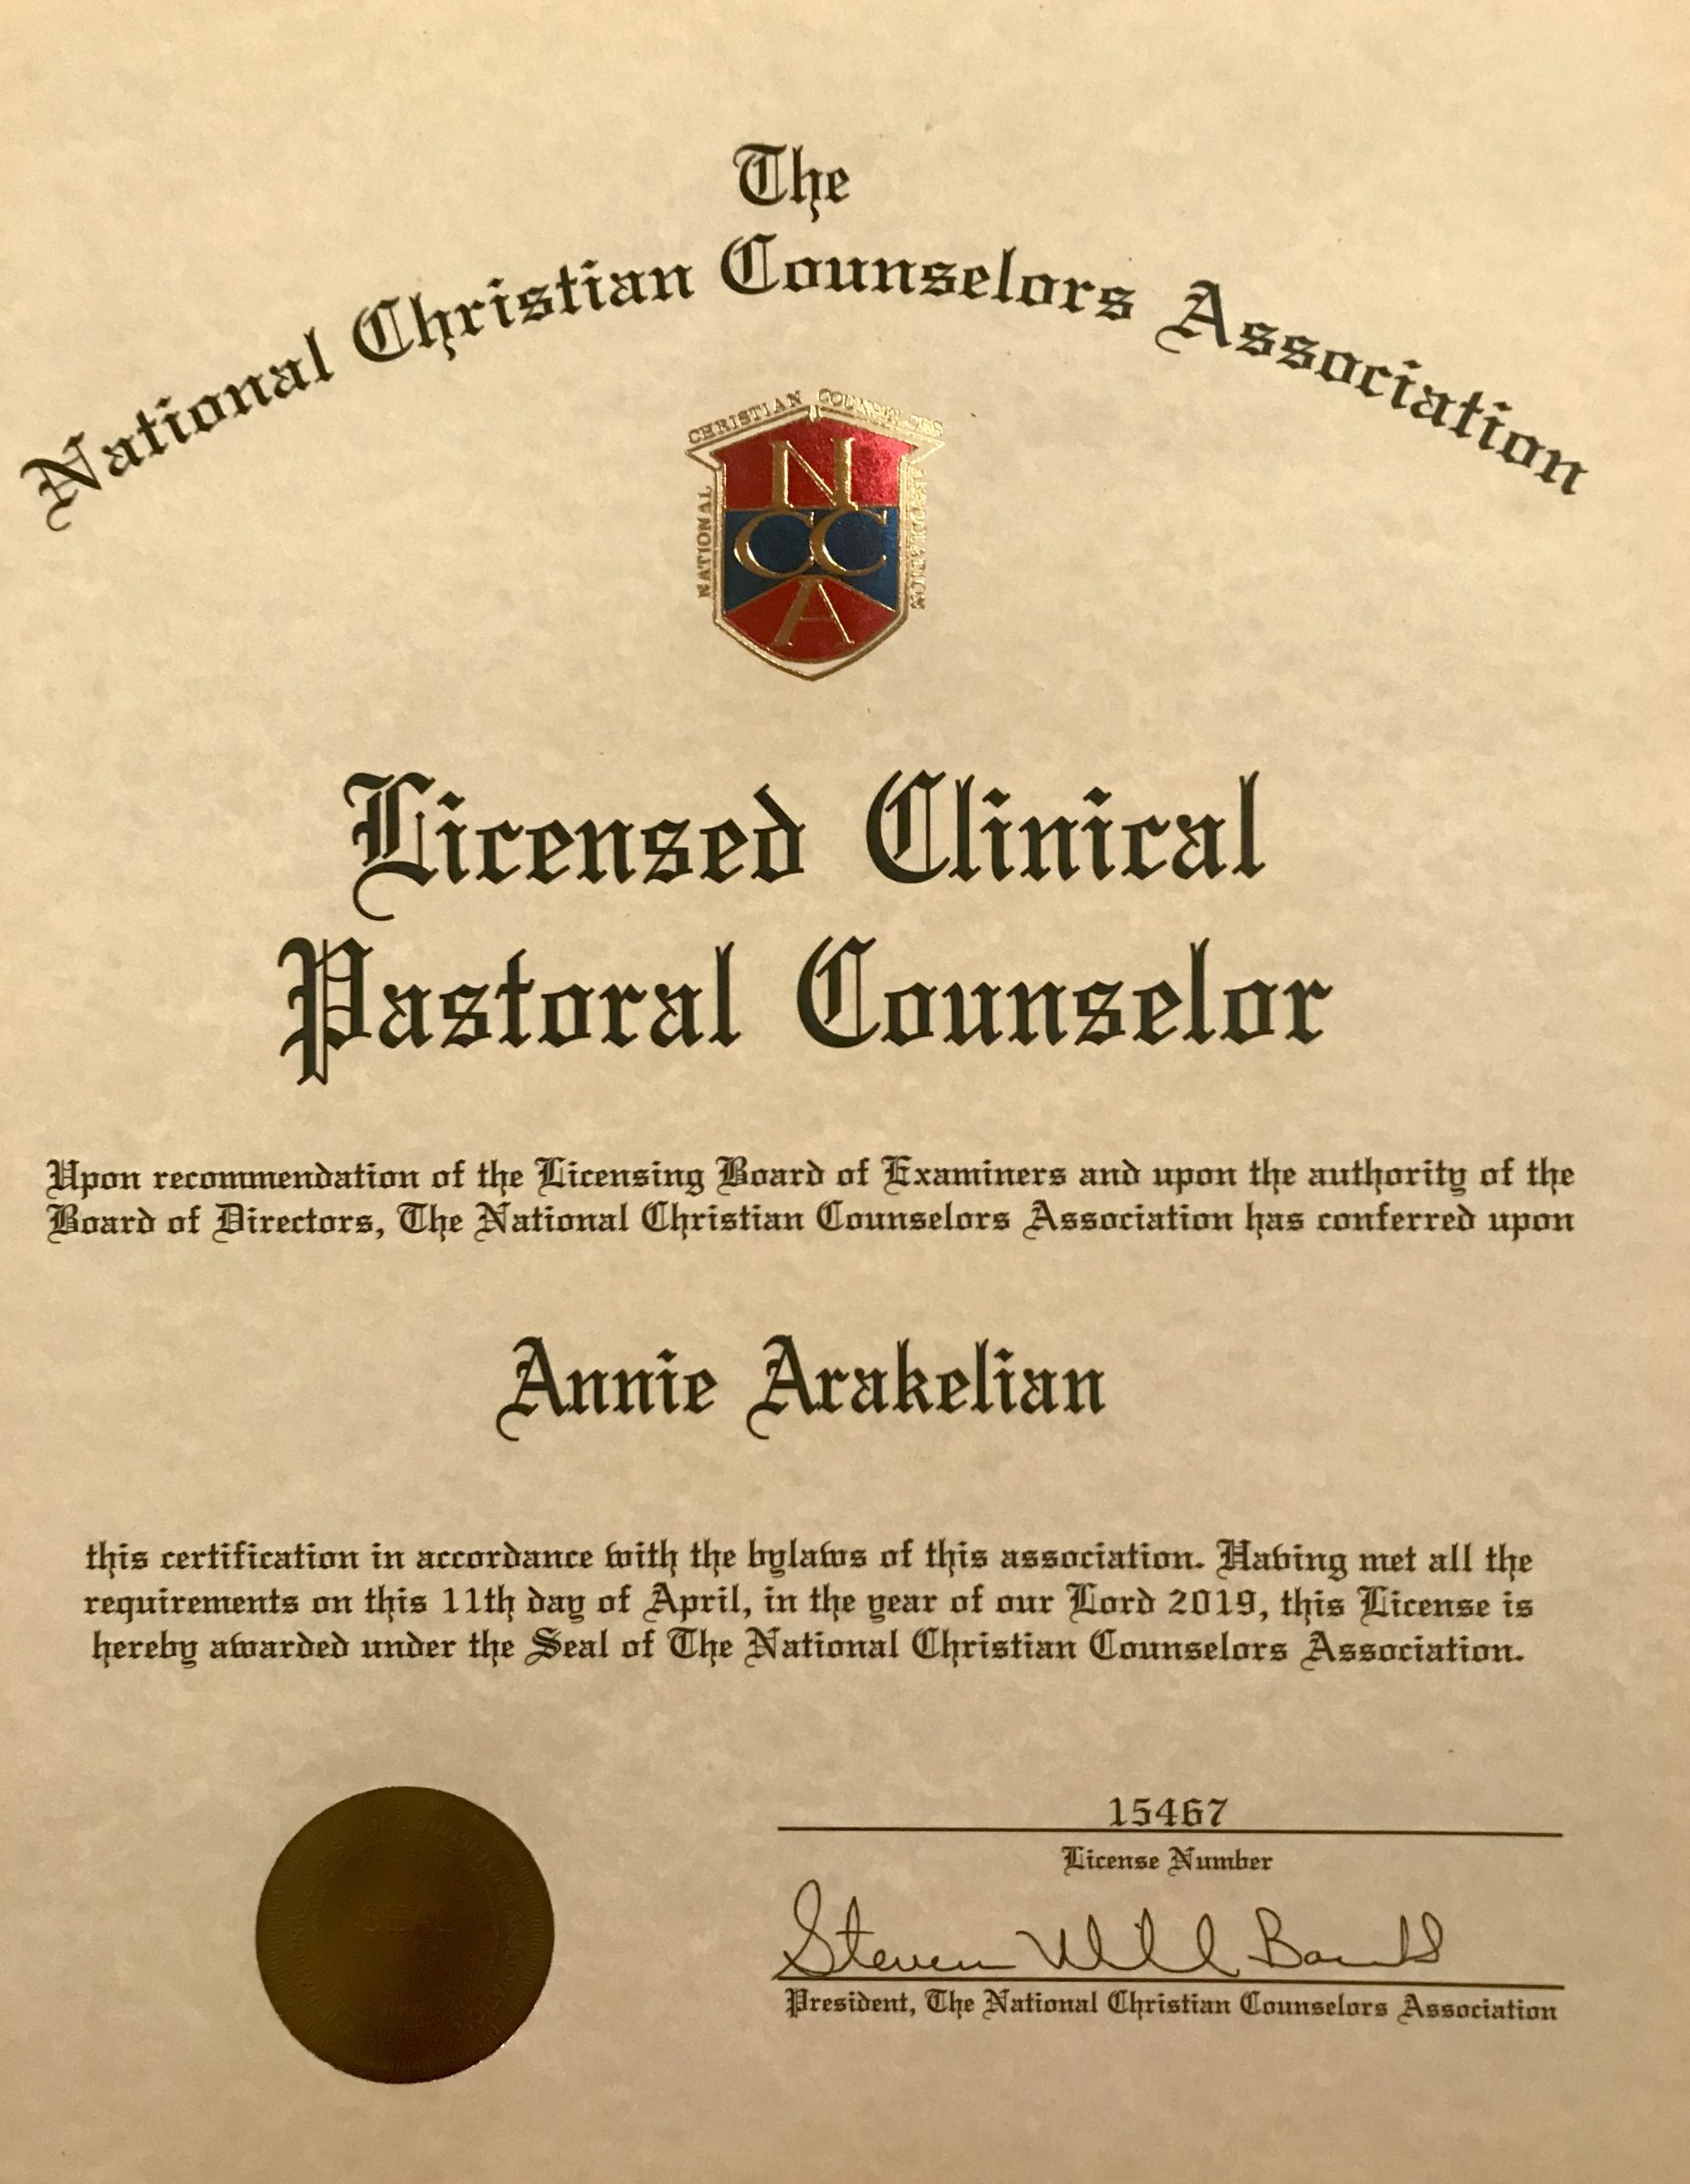 The
National Christian Counselors Association
CHRISTIAN COUNSELORS
NATIONAL
ASSOCIATION
N
CC
A
Licensed Clinical
Pastoral Counselor
Upon recommendation of the Licensing Board of Examiners and upon the authority of the
Board of Directors, The National Christian Counselors Association has conferred upon
Annie Arakelian
this certification in accordance with the bylaws of this association. Having met all the
requirements on this 11th day of April, in the year of our Lord 2019, this License is
hereby awarded under the Seal of The National Christian Counselors Association.
15467
License Number
Steven
President, The National Christian Counselors Association